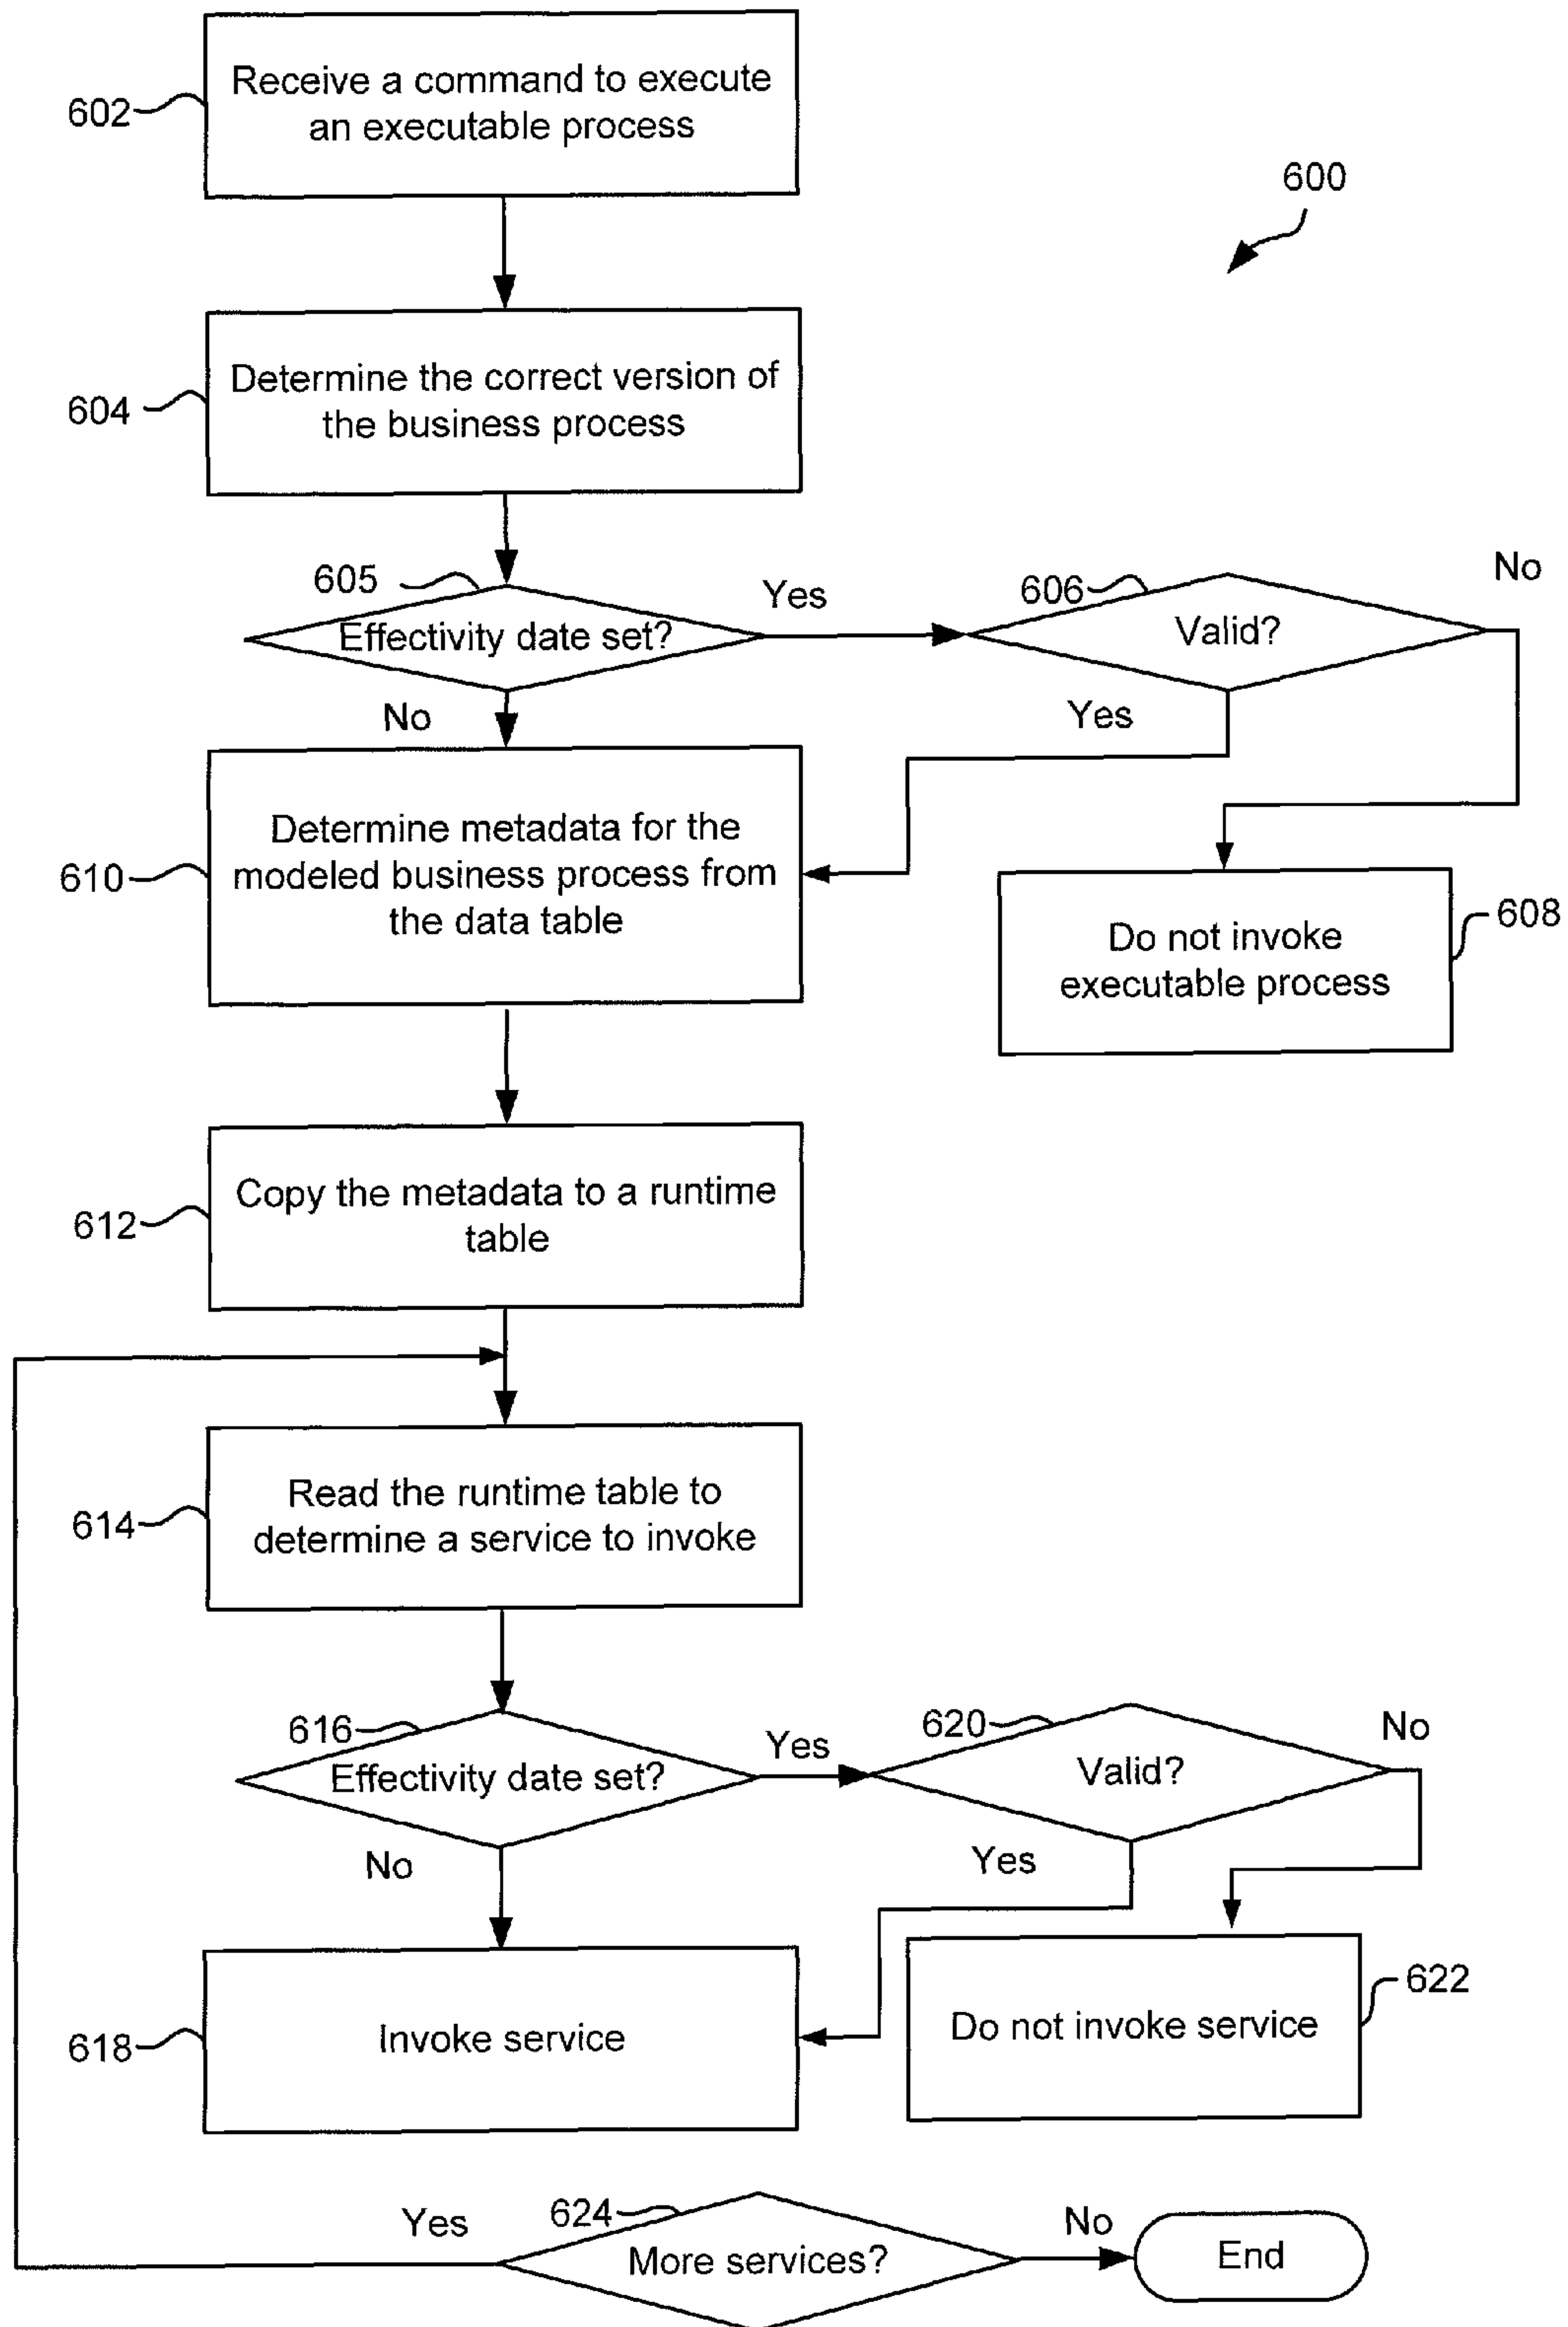 Receive a command to execute
an executable process
602
600
Determine the correct version of
the business process
604
605
Effectivity date set?
Yes
606
Valid?
No
No
Yes
Determine metadata for the
modeled business process from
the data table
610
Do not invoke
executable process
608
Copy the metadata to a runtime
table
612
Read the runtime table to
determine a service to invoke
614
616
Effectivity date set?
Yes
620
Valid?
No
No
Yes
Invoke service
618
Do not invoke service
622
Yes
624
More services?
No
End